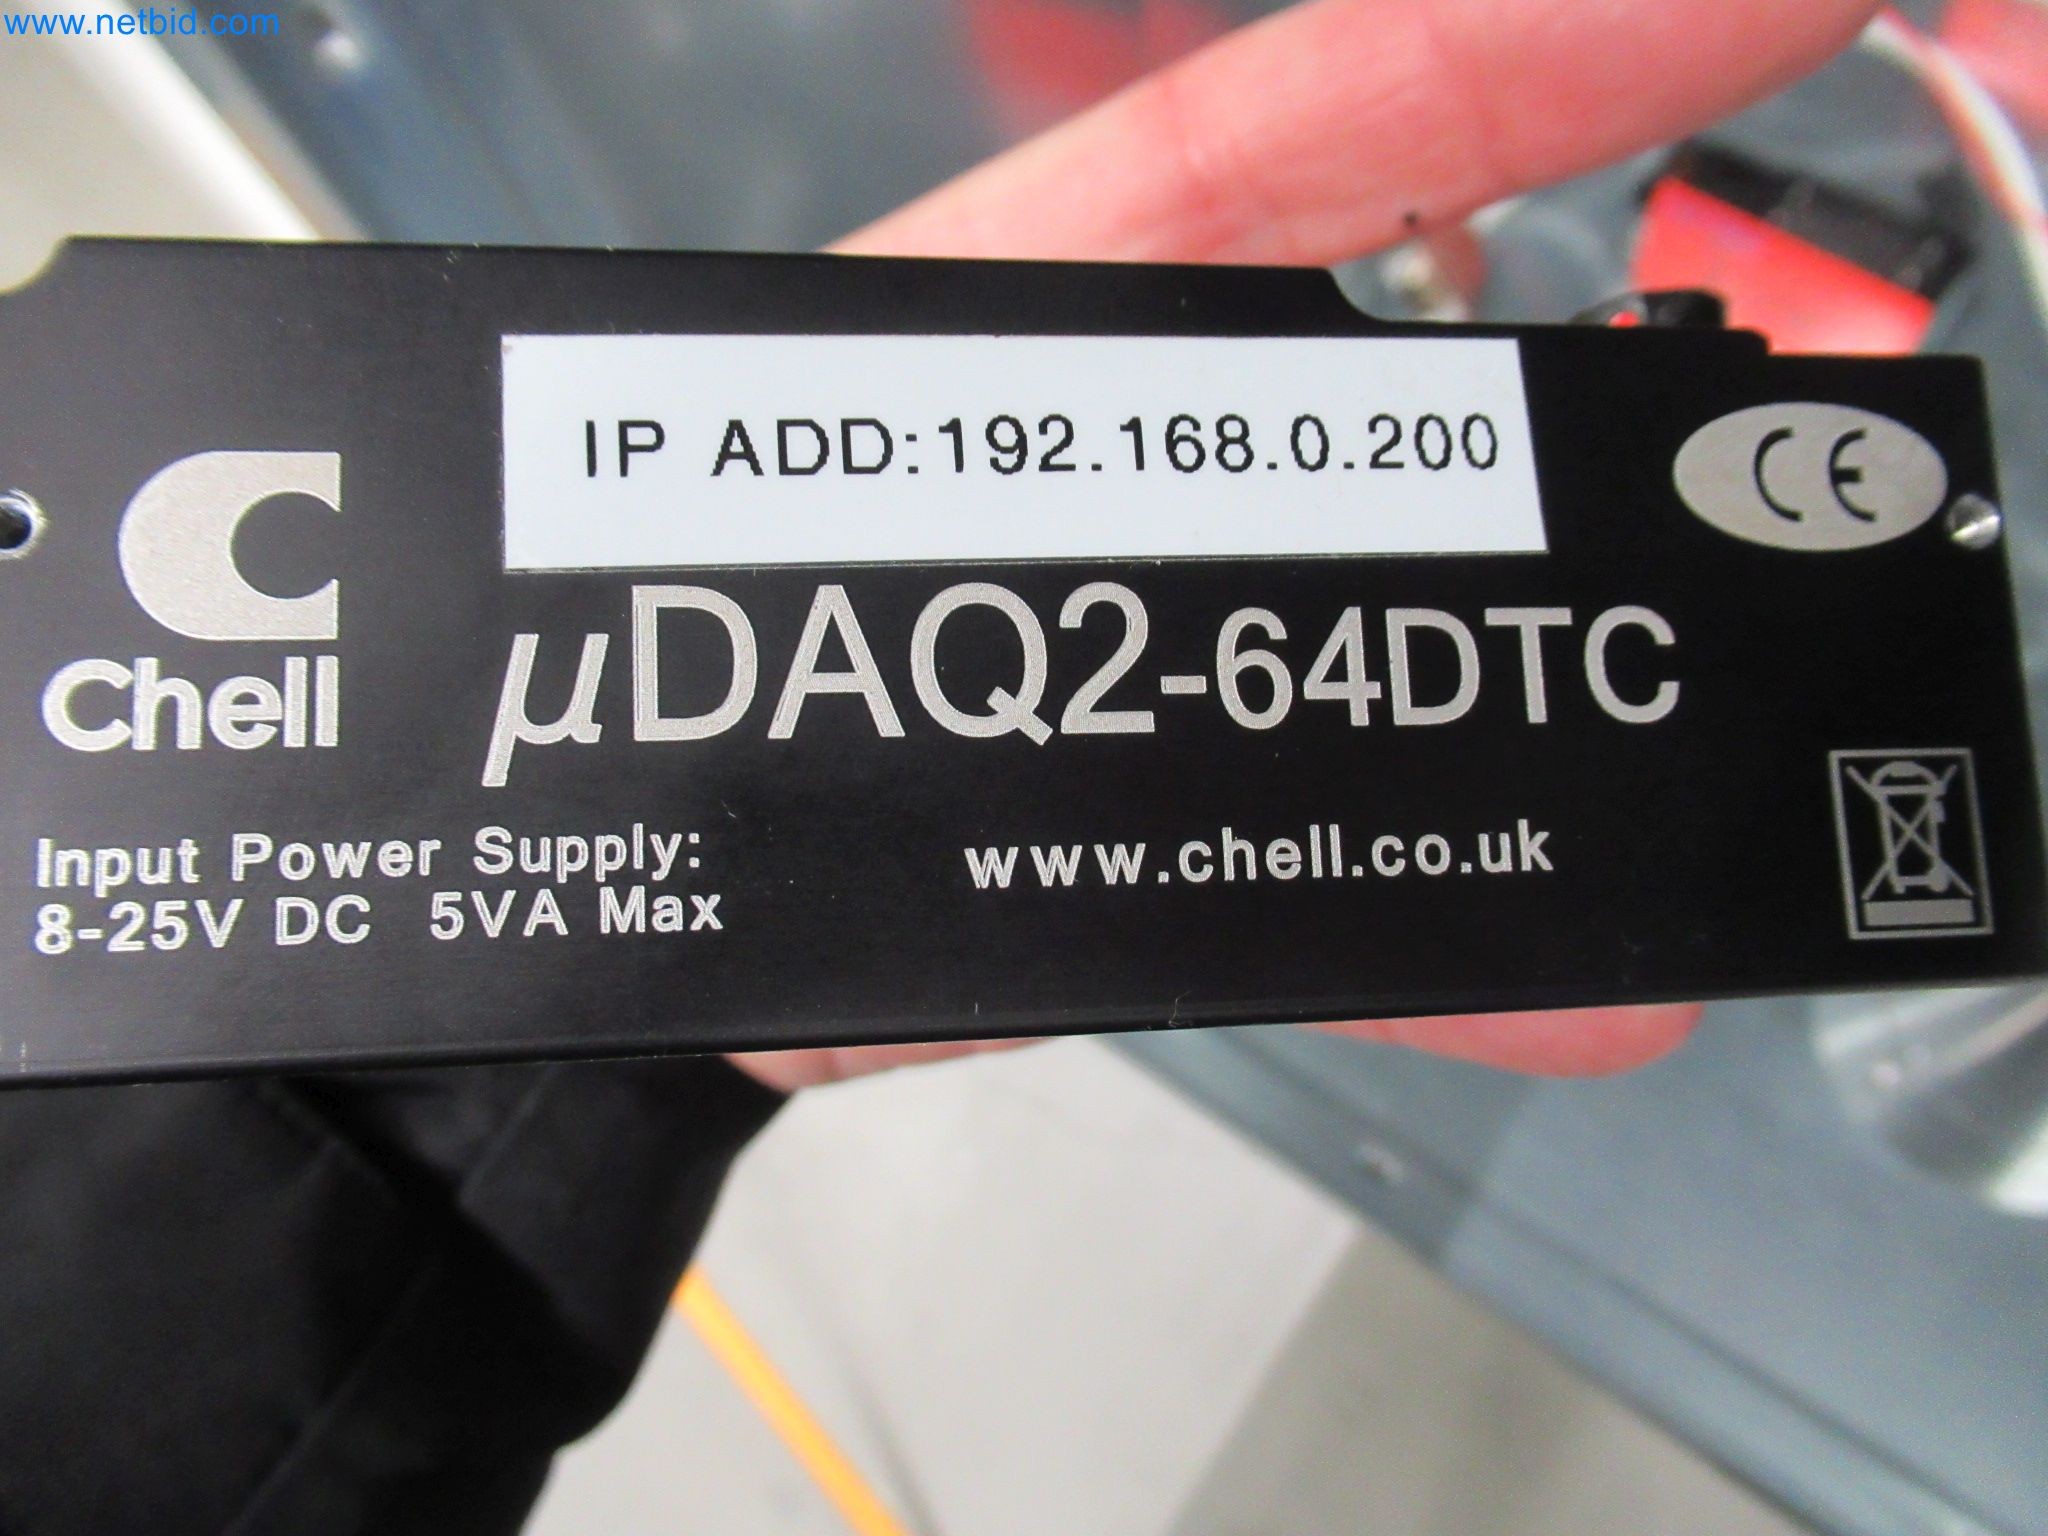 www.netbid.com
IP ADD:192.168.0.200
CE
Chell
µDAQ2-64DTC
Input Power Supply:
8-25V DC 5VA Max
www.chell.co.uk